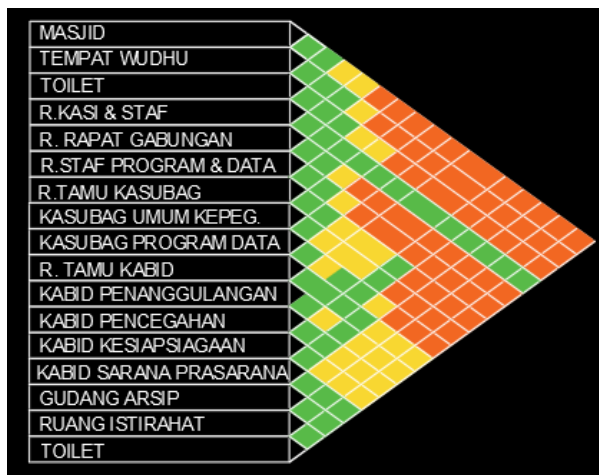 MASJID
TEMPAT WUDHU
TOILET
R.KASI & STAF
R. RAPAT GABUNGAN
R.STAF PROGRAM & DATA
R.TAMU KASUBAG
KASUBAG UMUM KEPEG.
KASUBAG PROGRAM DATA
R. TAMU KABID
KABID PENANGGULANGAN
KABID PENCEGAHAN
KABID KESIAPSIAGAAN
KABID SARANA PRASARANA
GUDANG ARSIP
RUANG ISTIRAHAT
TOILET